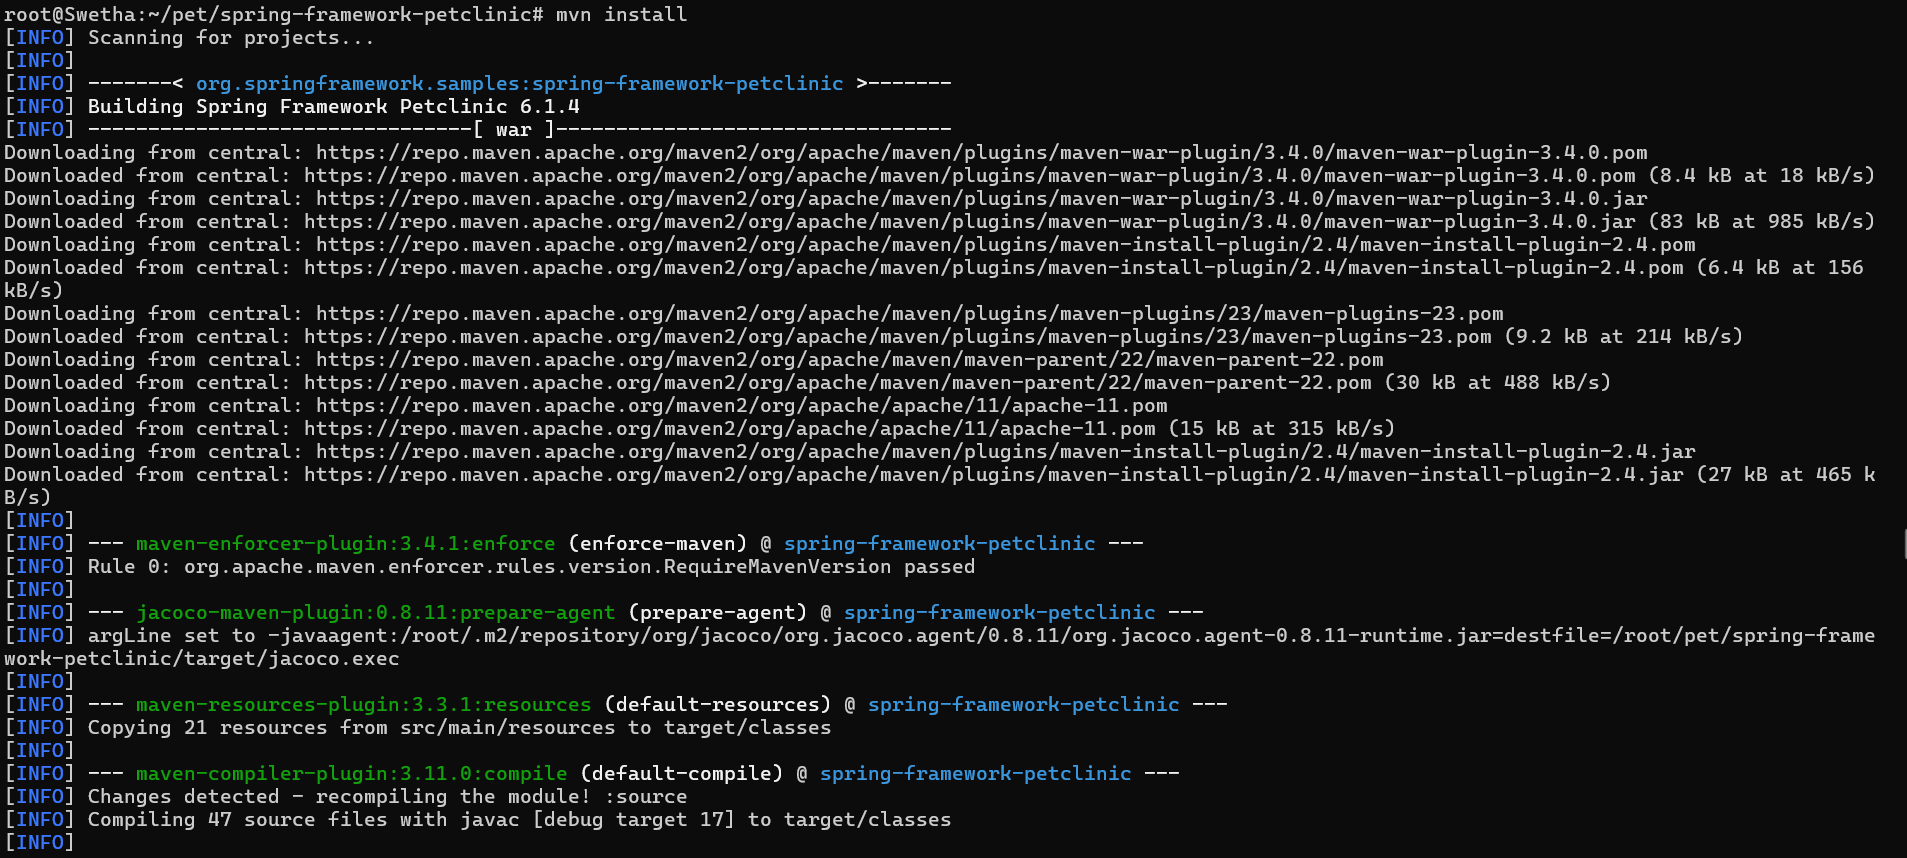 root@Swetha:~/pet/spring-framework-petclinic# mvn install
[INFO] Scanning for projects...
[INFO]
[INFO] -------< org.springframework.samples:spring-framework-petclinic >-------
[INFO] Building Spring Framework Petclinic 6.1.4
[INFO] --------------------------------[ war ]---------------------------------
Downloading from central: https://repo.maven.apache.org/maven2/org/apache/maven/plugins/maven-war-plugin/3.4.0/maven-war-plugin-3.4.0.pom
Downloaded from central: https://repo.maven.apache.org/maven2/org/apache/maven/plugins/maven-war-plugin/3.4.0/maven-war-plugin-3.4.0.pom (8.4 kB at 18 kB/s)
Downloading from central: https://repo.maven.apache.org/maven2/org/apache/maven/plugins/maven-war-plugin/3.4.0/maven-war-plugin-3.4.0.jar
Downloaded from central: https://repo.maven.apache.org/maven2/org/apache/maven/plugins/maven-war-plugin/3.4.0/maven-war-plugin-3.4.0.jar (83 kB at 985 kB/s)
Downloading from central: https://repo.maven.apache.org/maven2/org/apache/maven/plugins/maven-install-plugin/2.4/maven-install-plugin-2.4.pom
Downloaded from central: https://repo.maven.apache.org/maven2/org/apache/maven/plugins/maven-install-plugin/2.4/maven-install-plugin-2.4.pom (6.4 kB at 156
kB/s)
Downloading from central: https://repo.maven.apache.org/maven2/org/apache/maven/plugins/maven-plugins/23/maven-plugins-23.pom
Downloaded from central: https://repo.maven.apache.org/maven2/org/apache/maven/plugins/maven-plugins/23/maven-plugins-23.pom (9.2 kB at 214 kB/s)
Downloading from central: https://repo.maven.apache.org/maven2/org/apache/maven/maven-parent/22/maven-parent-22.pom
Downloaded from central: https://repo.maven.apache.org/maven2/org/apache/maven/maven-parent/22/maven-parent-22.pom (30 kB at 488 kB/s)
Downloading from central: https://repo.maven.apache.org/maven2/org/apache/apache/11/apache-11.pom
Downloaded from central: https://repo.maven.apache.org/maven2/org/apache/apache/11/apache-11.pom (15 kB at 315 kB/s)
Downloading from central: https://repo.maven.apache.org/maven2/org/apache/maven/plugins/maven-install-plugin/2.4/maven-install-plugin-2.4.jar
Downloaded from central: https://repo.maven.apache.org/maven2/org/apache/maven/plugins/maven-install-plugin/2.4/maven-install-plugin-2.4.jar (27 kB at 465 k
B/s)
[INFO]
[INFO] --- maven-enforcer-plugin:3.4.1:enforce (enforce-maven) @ spring-framework-petclinic ---
[INFO] Rule 0: org.apache.maven.enforcer.rules.version.RequireMavenVersion passed
[INFO]
[INFO] --- jacoco-maven-plugin:0.8.11:prepare-agent (prepare-agent) @ spring-framework-petclinic ---
[INFO] argLine set to -javaagent:/root/.m2/repository/org/jacoco/org.jacoco.agent/0.8.11/org.jacoco.agent-0.8.11-runtime.jar=destfile=/root/pet/spring-frame
work-petclinic/target/jacoco.exec
[INFO]
[INFO] --- maven-resources-plugin:3.3.1:resources (default-resources) @ spring-framework-petclinic ---
[INFO] Copying 21 resources from src/main/resources to target/classes
[INFO]
[INFO] --- maven-compiler-plugin:3.11.0:compile (default-compile) @ spring-framework-petclinic ---
[INFO] Changes detected - recompiling the module! :source
[INFO] Compiling 47 source files with javac [debug target 17] to target/classes
[INFO]